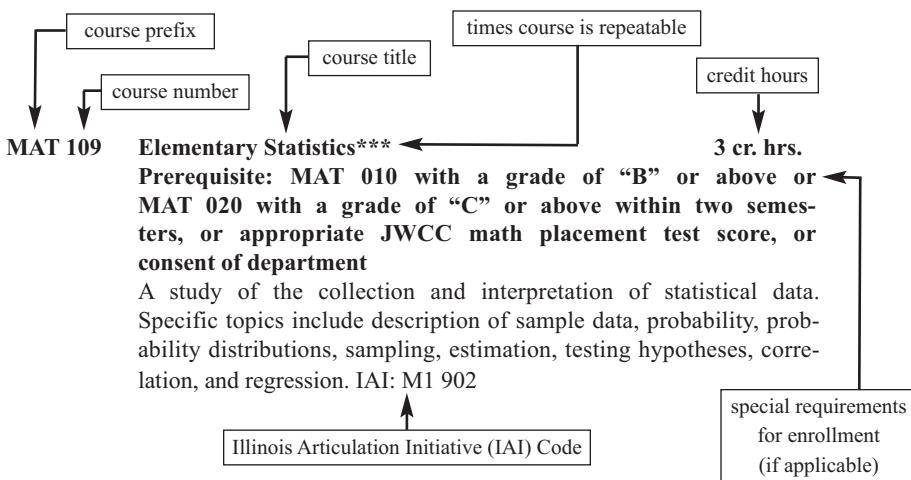 course prefix
times course is repeatable
course title
credit hours
course number
MAT 109 Elementary Statistics*** 3 cr. hrs.
Prerequisite: MAT 010 with a grade of “B” or above or
MAT 020 with a grade of “C” or above within two semes-
ters, or appropriate JWCC math placement test score, or
consent of department
A study of the collection and interpretation of statistical data.
Specific topics include description of sample data, probability, prob-
ability distributions, sampling, estimation, testing hypotheses, corre-
lation, and regression. IAI: M1 902
special requirements
for enrollment
(if applicable)
Illinois Articulation Initiative (IAI) Code